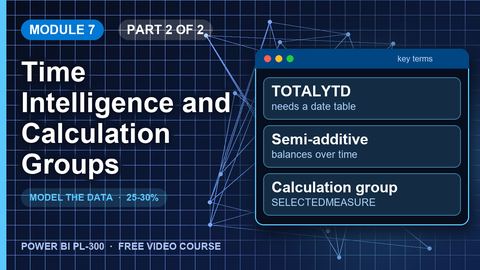 MODULE 7
PART 2 OF 2
Time
Intelligence and
Calculation
Groups
MODEL THE DATA · 25-30%
POWER BI PL-300 · FREE VIDEO COURSE
key terms
TOTALYTD
needs a date table
Semi-additive
balances over time
Calculation group
SELECTEDMEASURE